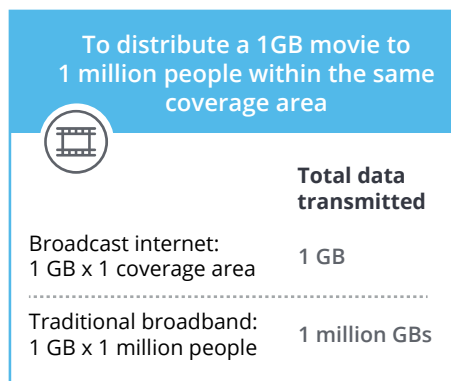 To distribute a 1GB movie to
1 million people within the same
coverage area
Total data
transmitted
Broadcast internet:
1 GB x 1 coverage area
1 GB
Traditional broadband:
1 GB x 1 million people
1 million GBs